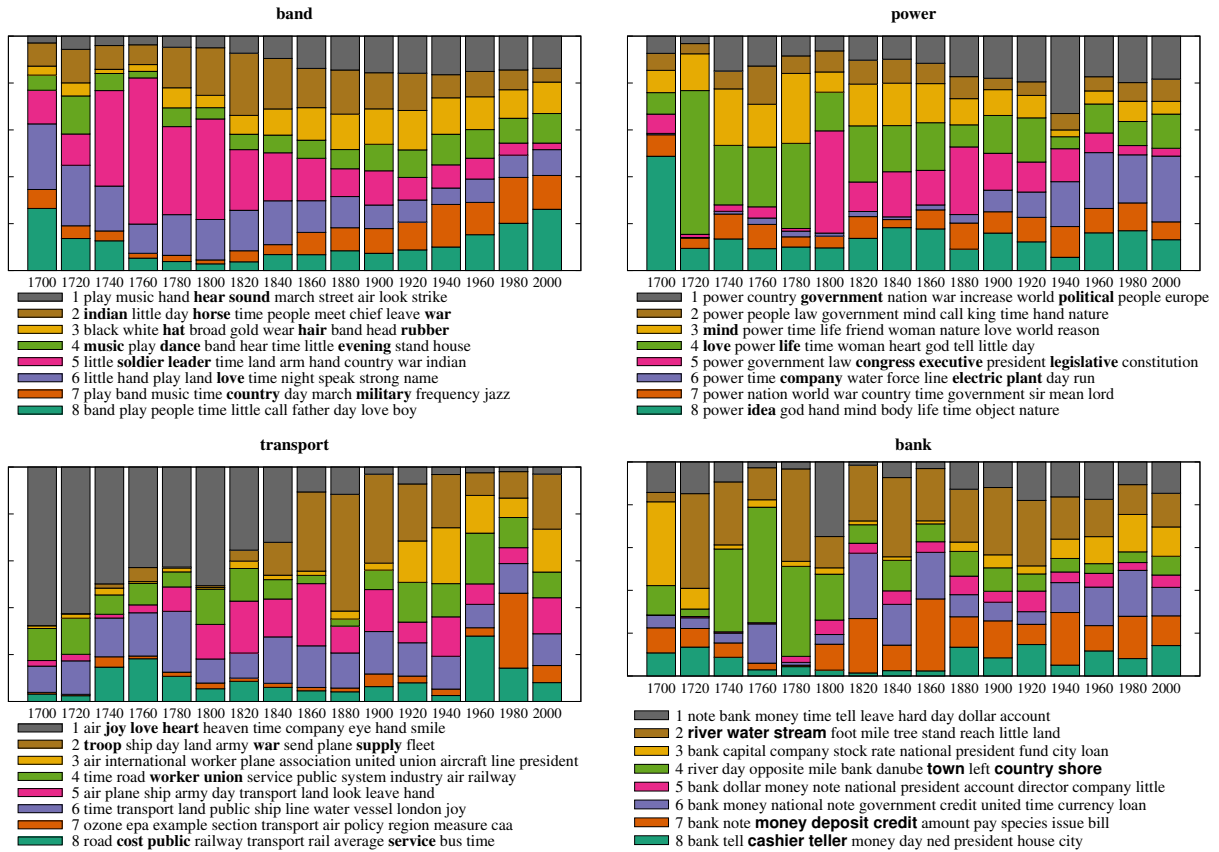 band
1700 1720 1740 1760 1780 1800 1820 1840 1860 1880 1900 1920 1940 1960 1980 2000
1 play music hand hear sound march street air look strike
2 indian little day horse time people meet chief leave war
3 black white hat broad gold wear hair band head rubber
4 music play dance band hear time little evening stand house
5 little soldier leader time land arm hand country war indian
6 little hand play land love time night speak strong name
7 play band music time country day march military frequency jazz
8 band play people time little call father day love boy
power
1700 1720 1740 1760 1780 1800 1820 1840 1860 1880 1900 1920 1940 1960 1980 2000
1 power country government nation war increase world political people europe
2 power people law government mind call king time hand nature
3 mind power time life friend woman nature love world reason
4 love power life time woman heart god tell little day
5 power government law congress executive president legislative constitution
6 power time company water force line electric plant day run
7 power nation world war country time government sir mean lord
8 power idea god hand mind body life time object nature
transport
1700 1720 1740 1760 1780 1800 1820 1840 1860 1880 1900 1920 1940 1960 1980 2000
1 air joy love heart heaven time company eye hand smile
2 troop ship day land army war send plane supply fleet
3 air international worker plane association united union aircraft line president
4 time road worker union service public system industry air railway
5 air plane ship army day transport land look leave hand
6 time transport land public ship line water vessel london joy
7 ozone epa example section transport air policy region measure caa
8 road cost public railway transport rail average service bus time
bank
1700 1720 1740 1760 1780 1800 1820 1840 1860 1880 1900 1920 1940 1960 1980 2000
1 note bank money time tell leave hard day dollar account
2 river water stream foot mile tree stand reach little land
3 bank capital company stock rate national president fund city loan
4 river day opposite mile bank danube town left country shore
5 bank dollar money note national president account director company little
6 bank money national note government credit united time currency loan
7 bank note money deposit credit amount pay species issue bill
8 bank tell cashier teller money day ned president house city